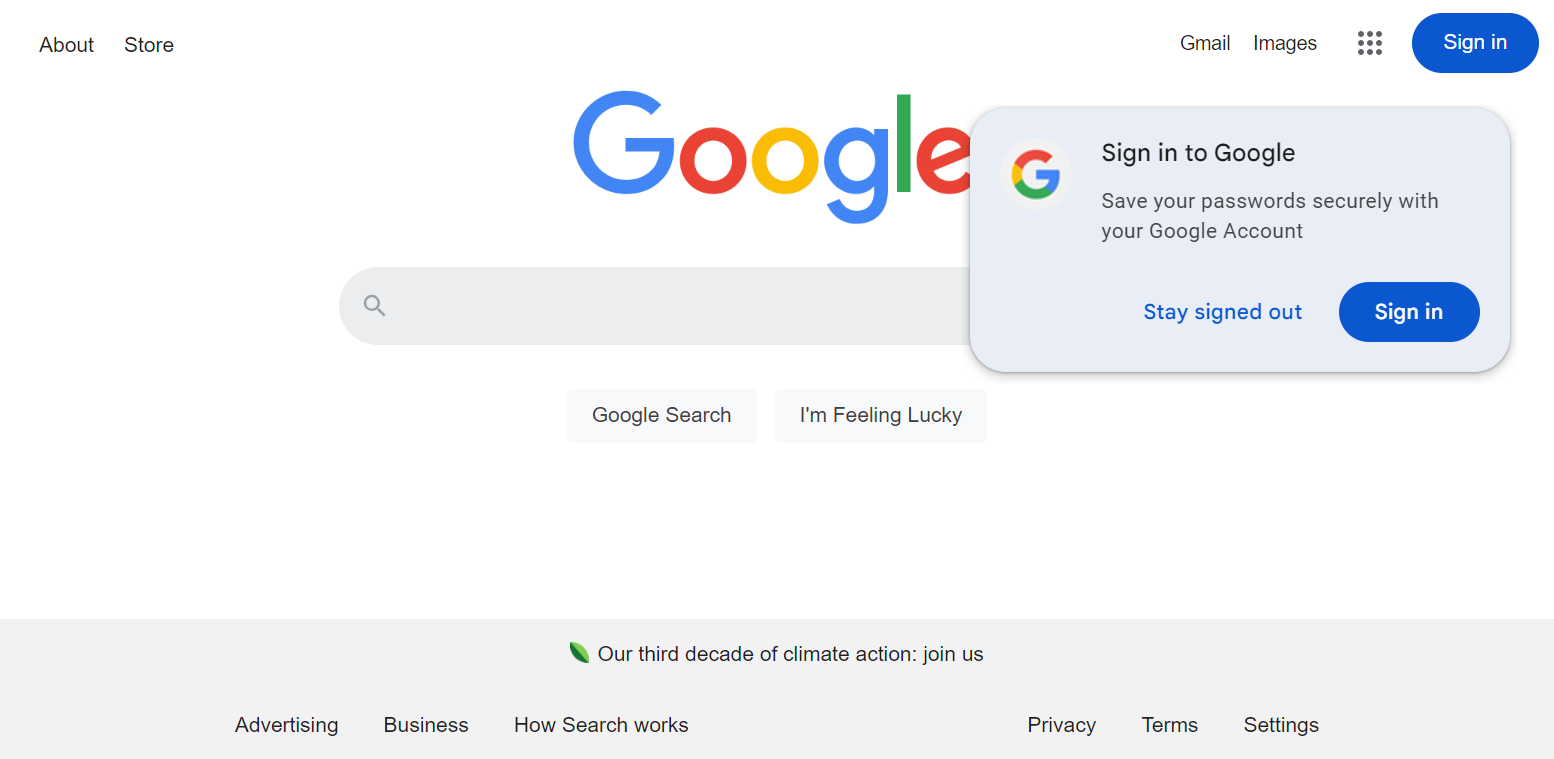 About
Store
Gmail
Images
Sign in
Google
Sign in to Google
Save your passwords securely with
your Google Account
Stay signed out
Sign in
Google Search
I'm Feeling Lucky
Our third decade of climate action: join us
Advertising
Business
How Search works
Privacy
Terms
Settings